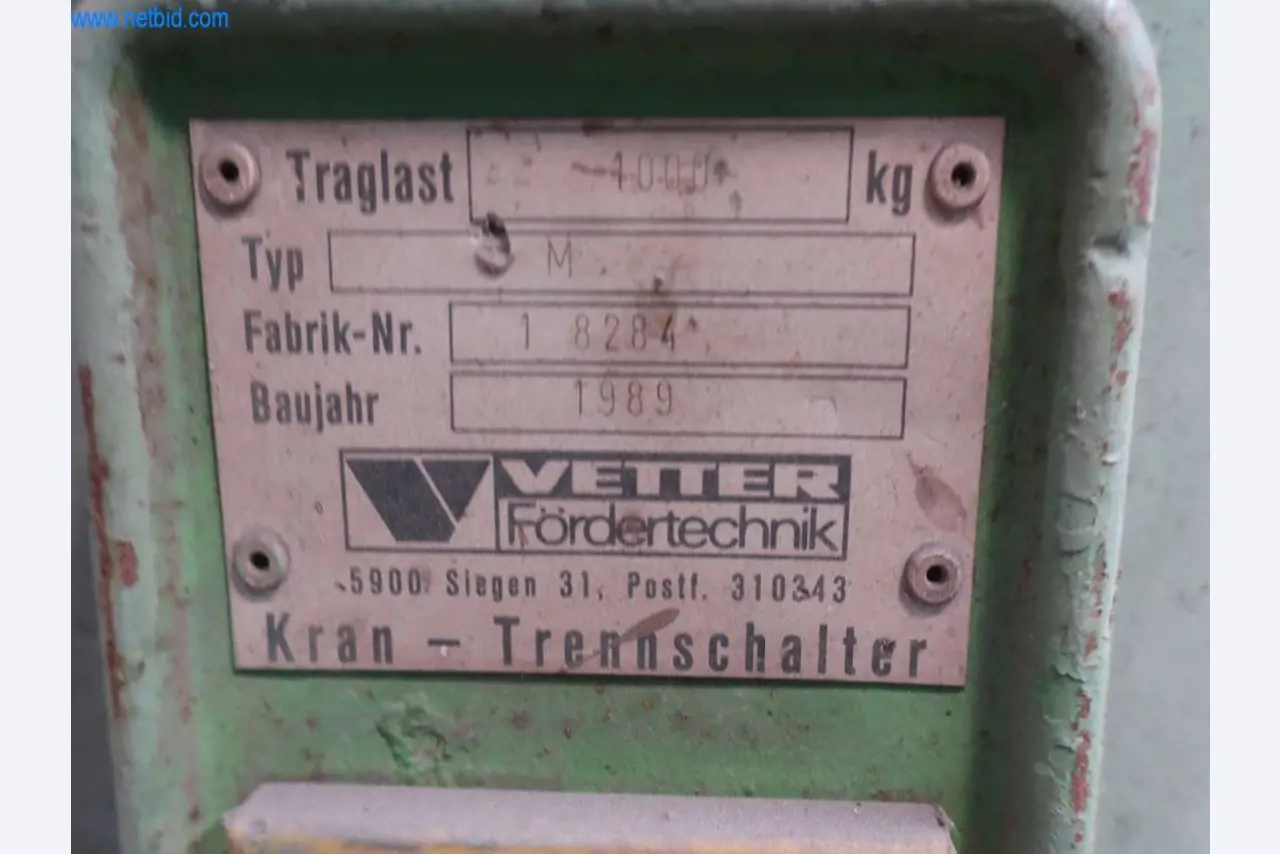 www.netbid.com
Traglast 1000 kg
Typ M
Fabrik-Nr. 1 8284
Baujahr 1989
VETTER
Fördertechnik
5900 Siegen 31, Postf. 310343
Kran - Trennschalter